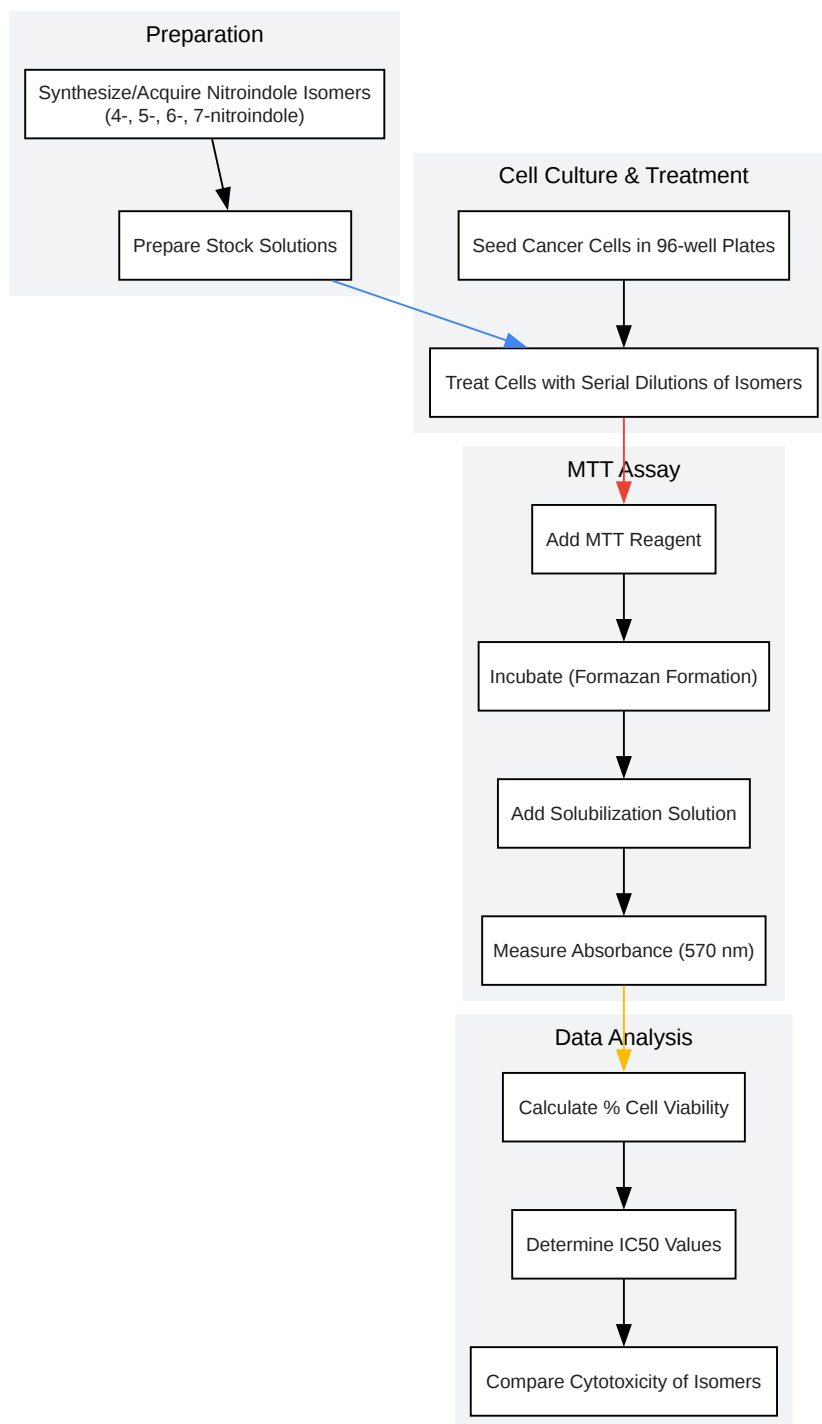 Preparation
Synthesize/Acquire Nitroindole Isomers
(4-, 5-, 6-, 7-nitroindole)
Prepare Stock Solutions
Cell Culture & Treatment
Seed Cancer Cells in 96-well Plates
Treat Cells with Serial Dilutions of Isomers
MTT Assay
Add MTT Reagent
Incubate (Formazan Formation)
Add Solubilization Solution
Measure Absorbance (570 nm)
Data Analysis
Calculate % Cell Viability
Determine IC50 Values
Compare Cytotoxicity of Isomers